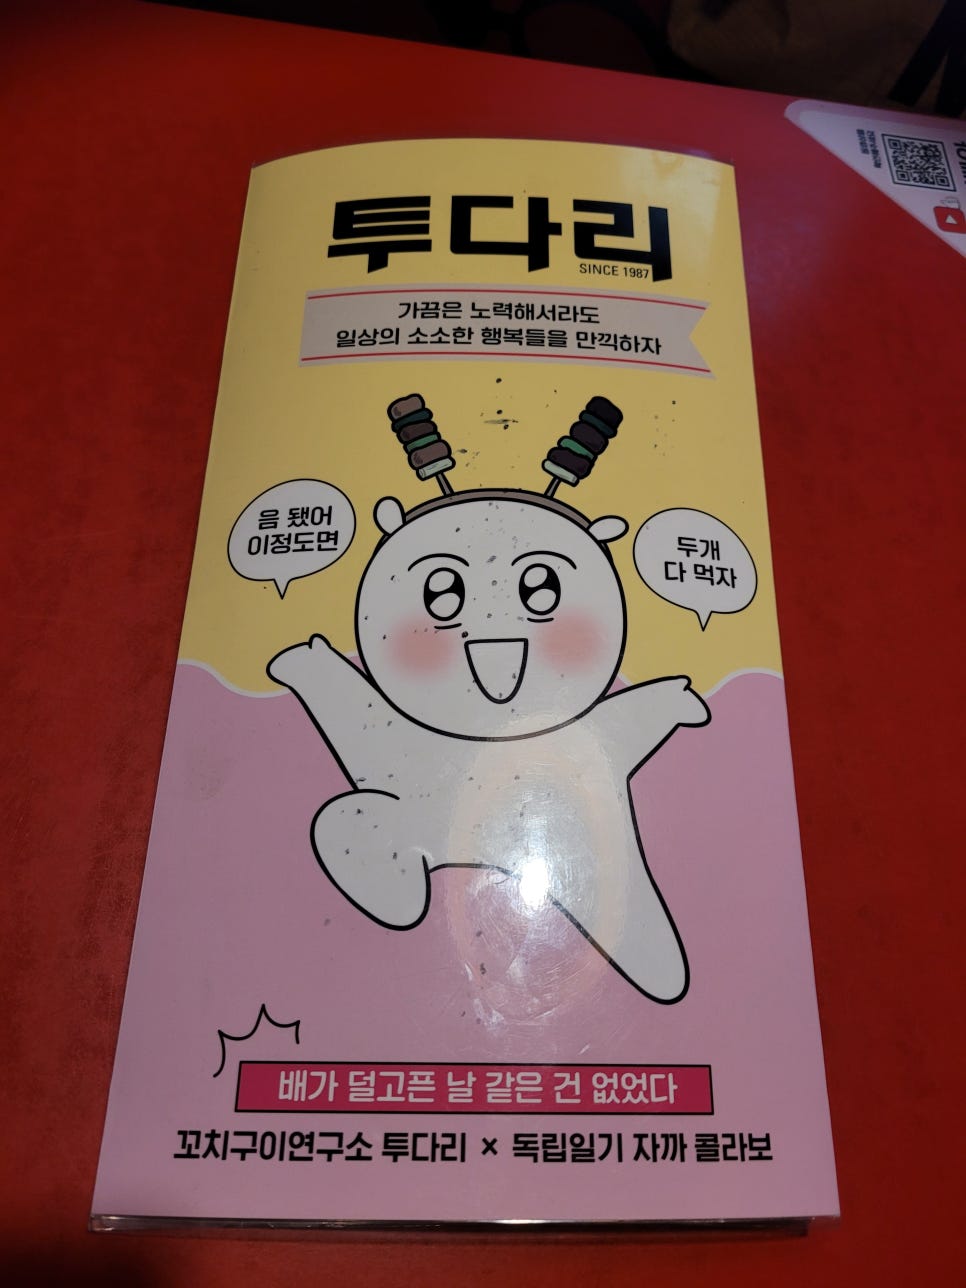 투다리
SINCE 1987
가끔은 노력해서라도
일상의 소소한 행복들을 만끽하자
음 됐어
이정도면
두개
다 먹자
배가 덜고픈 날 같은 건 없었다
꼬치구이연구소 투다리 × 독립일기 자까 콜라보